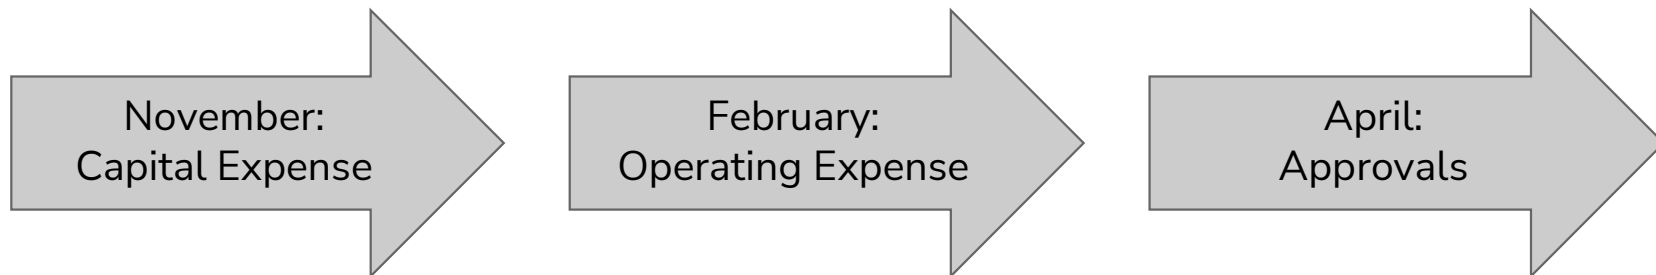 November:
Capital Expense
February:
Operating Expense
April:
Approvals